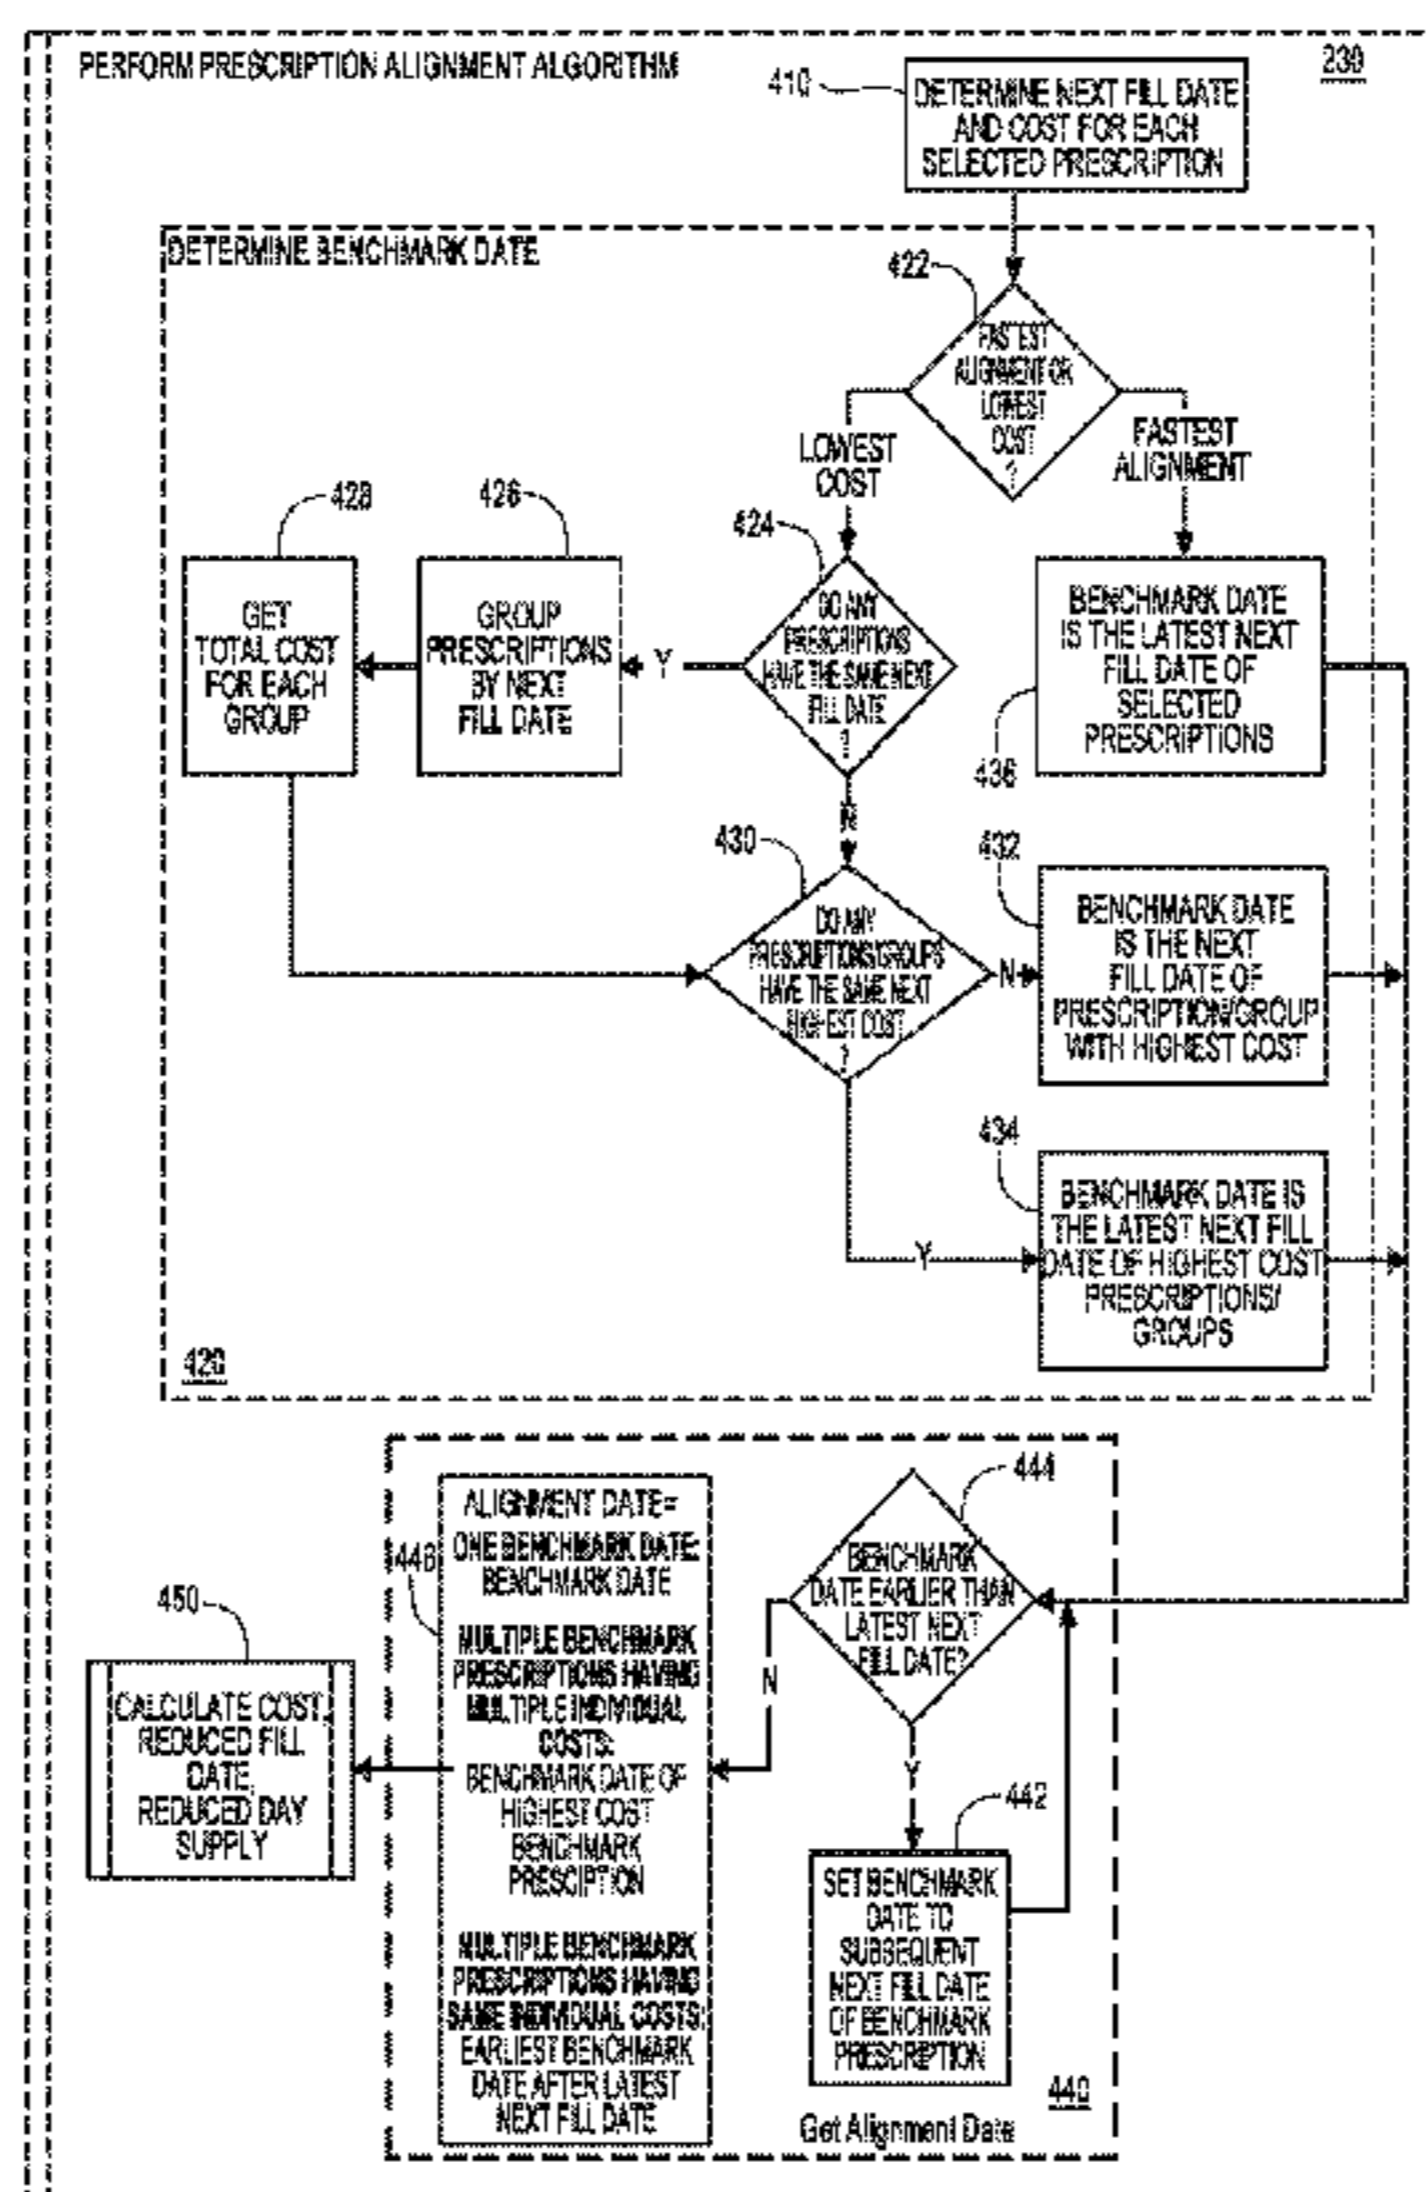 PERFORM PRESCRIPTION ALIGNMENT ALGORITHM
230
410
DETERMINE NEXT FILL DATE
AND COST FOR EACH
SELECTED PRESCRIPTION
DETERMINE BENCHMARK DATE
422
FASTEST
ALIGNMENT OR
LOWEST
COST
?
LOWEST
COST
FASTEST
ALIGNMENT
428
426
424
GET
TOTAL COST
FOR EACH
GROUP
GROUP
PRESCRIPTIONS
BY NEXT
FILL DATE
Y
DO ANY
PRESCRIPTIONS
HAVE THE SAME NEXT
FILL DATE
?
BENCHMARK DATE
IS THE LATEST NEXT
FILL DATE OF
SELECTED
PRESCRIPTIONS
436
N
430
432
DO ANY
PRESCRIPTIONS/GROUPS
HAVE THE SAME NEXT
HIGHEST COST
?
N
BENCHMARK DATE
IS THE NEXT
FILL DATE OF
PRESCRIPTION/GROUP
WITH HIGHEST COST
434
Y
BENCHMARK DATE IS
THE LATEST NEXT FILL
DATE OF HIGHEST COST
PRESCRIPTIONS/
GROUPS
420
444
ALIGNMENT DATE=
ONE BENCHMARK DATE:
BENCHMARK DATE
MULTIPLE BENCHMARK
PRESCRIPTIONS HAVING
MULTIPLE INDIVIDUAL
COSTS:
BENCHMARK DATE OF
HIGHEST COST
BENCHMARK
PRESCIPTION
MULTIPLE BENCHMARK
PRESCRIPTIONS HAVING
SAME INDIVIDUAL COSTS:
EARLIEST BENCHMARK
DATE AFTER LATEST
NEXT FILL DATE
446
BENCHMARK
DATE EARLIER THAN
LATEST NEXT
FILL DATE?
N
Y
450
CALCULATE COST,
REDUCED FILL
DATE,
REDUCED DAY
SUPPLY
442
SET BENCHMARK
DATE TO
SUBSEQUENT
NEXT FILL DATE
OF BENCHMARK
PRESCRIPTION
440
Get Alignment Date